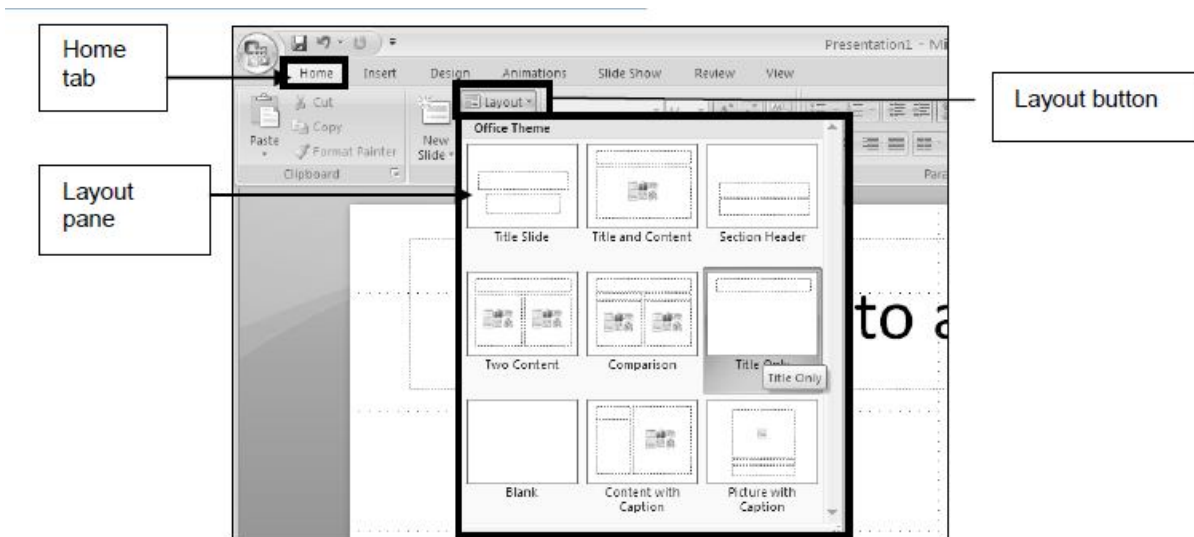 Home
tab
Layout
pane
Layout button
Presentation1 - Mi
Home Insert Design Animations Slide Show Review View
Cut
Copy
Format Painter
Paste
Clipboard
New
Slide
Layout
Para
Office Theme
Title Slide Title and Content Section Header
Two Content Comparison Title Only
Title Only
Blank Content with
Caption Picture with
Caption
to a